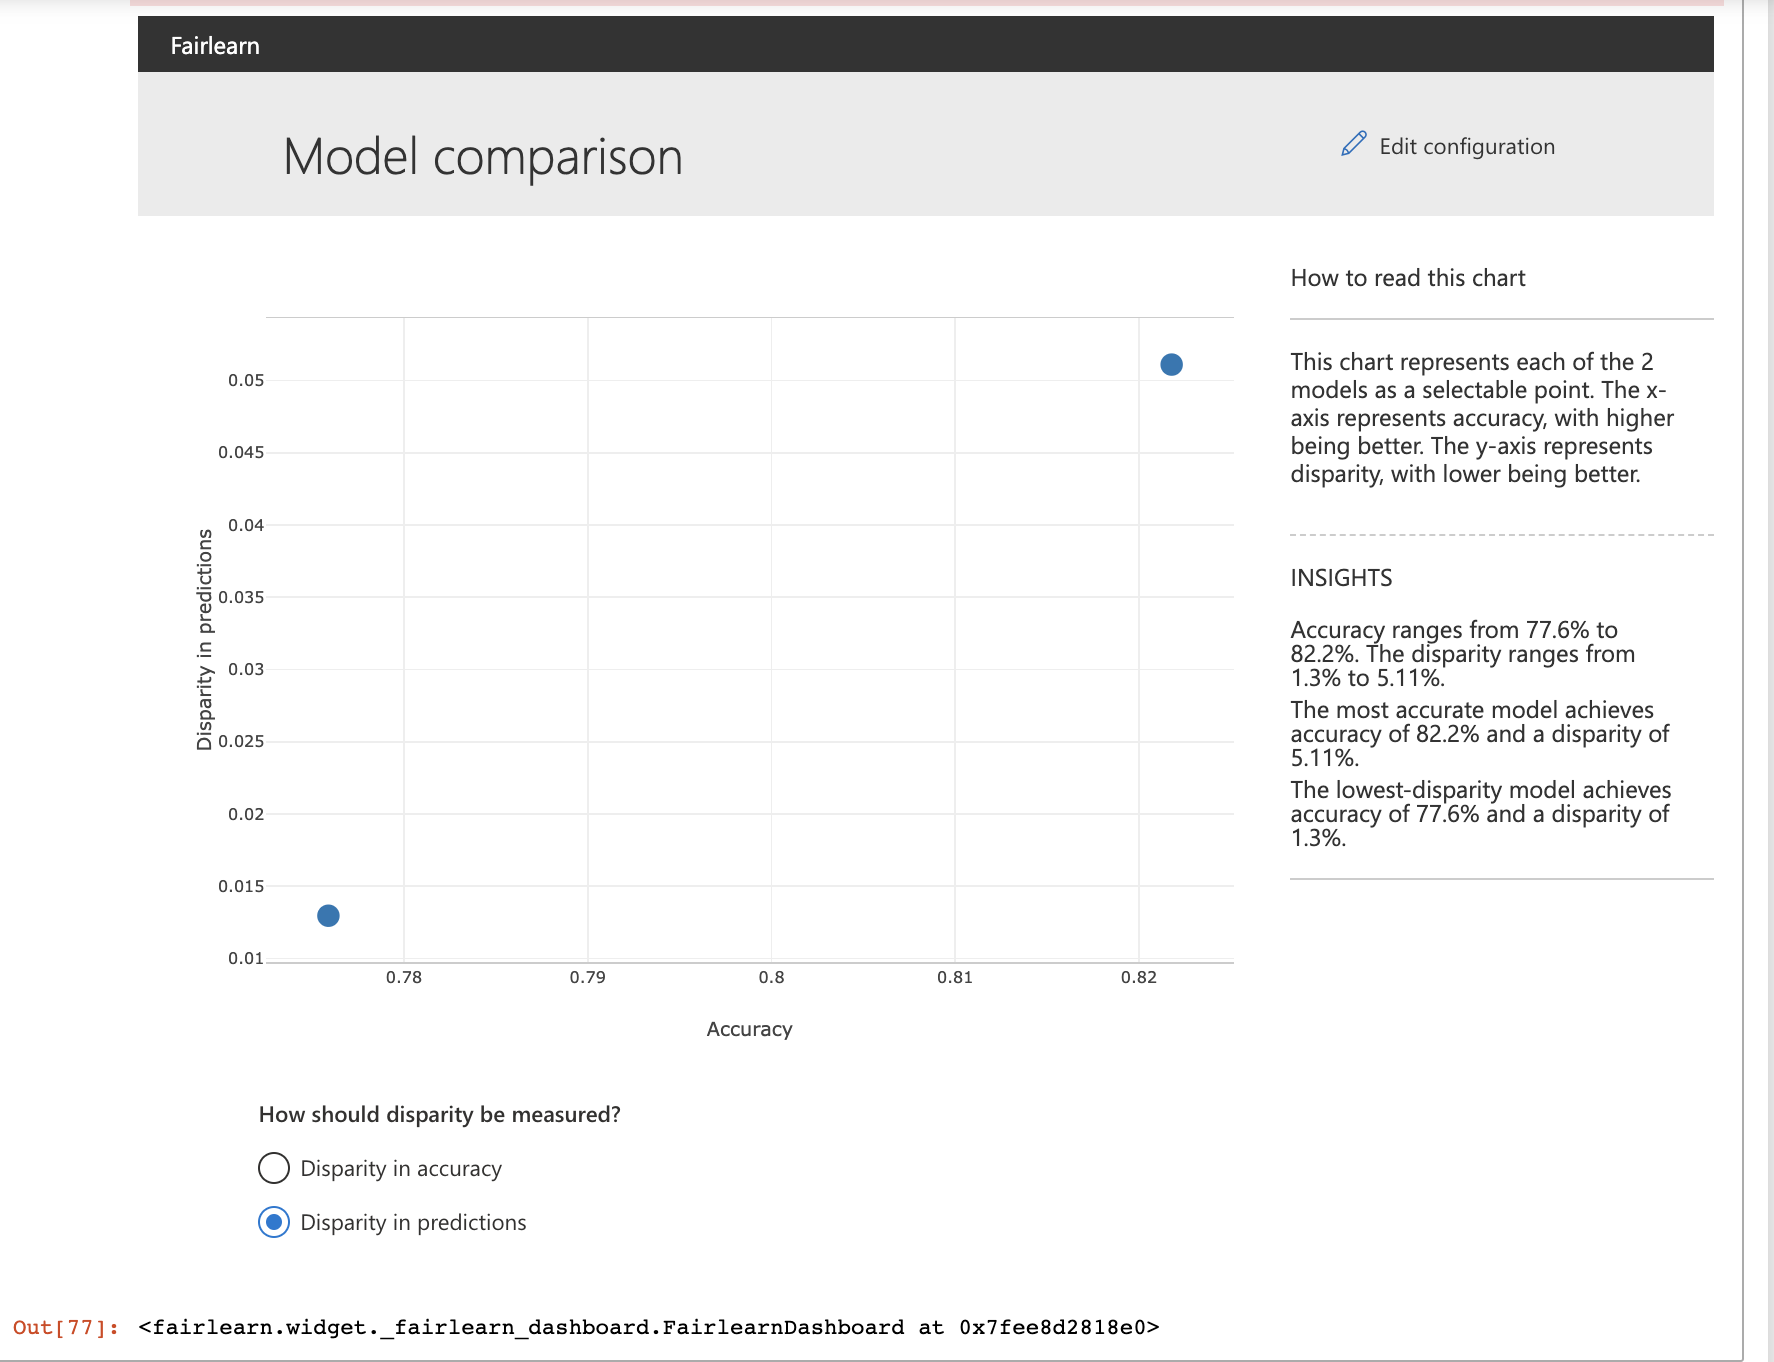 Fairlearn
Model comparison
Edit configuration
How to read this chart
This chart represents each of the 2
models as a selectable point. The x-
axis represents accuracy, with higher
being better. The y-axis represents
disparity, with lower being better.
INSIGHTS
Accuracy ranges from 77.6% to
82.2%. The disparity ranges from
1.3% to 5.11%.
The most accurate model achieves
accuracy of 82.2% and a disparity of
5.11%.
The lowest-disparity model achieves
accuracy of 77.6% and a disparity of
1.3%.
Disparity in predictions
0.05
0.045
0.04
0.035
0.03
0.025
0.02
0.015
0.01
0.78
0.79
0.8
0.81
0.82
Accuracy
How should disparity be measured?
Disparity in accuracy
Disparity in predictions
Out[77]: <fairlearn.widget._fairlearn_dashboard.FairlearnDashboard at 0x7fee8d2818e0>